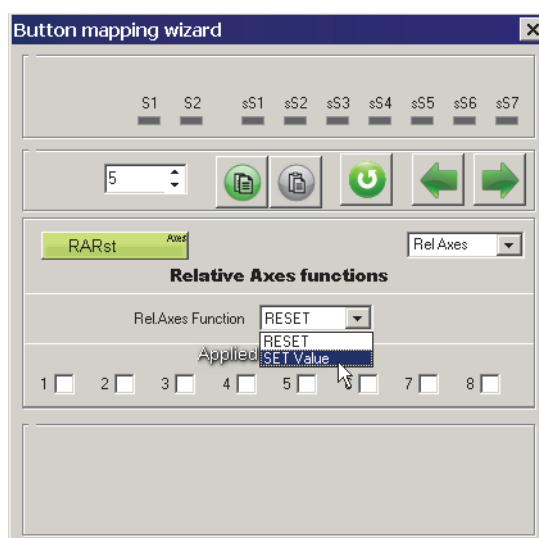 Button mapping wizard
S1 S2 sS1 sS2 sS3 sS4 sS5 sS6 sS7
5
RARst Axes Rel.Axes
Relative Axes functions
Rel.Axes Function RESET
RESET
Applied SET Value
1 2 3 4 5 6 7 8